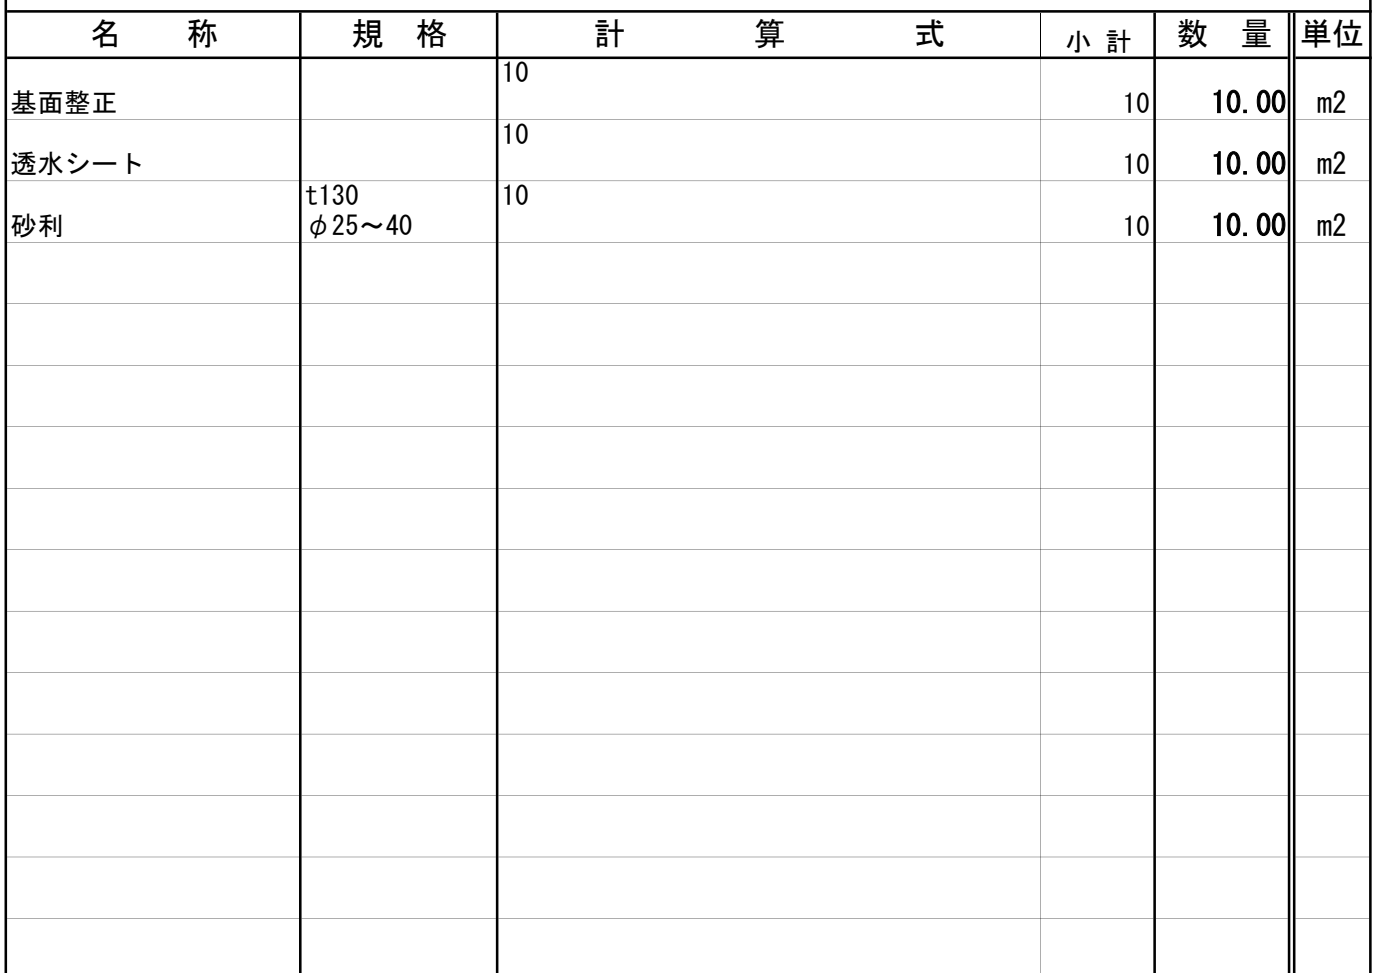 名 称 規 格 計 算 式 小 計 数 量 単位
10
基面整正 10 10.00 m2
10
透水シート 10 10.00 m2
t130 10
砂利 φ25～40 10 10.00 m2